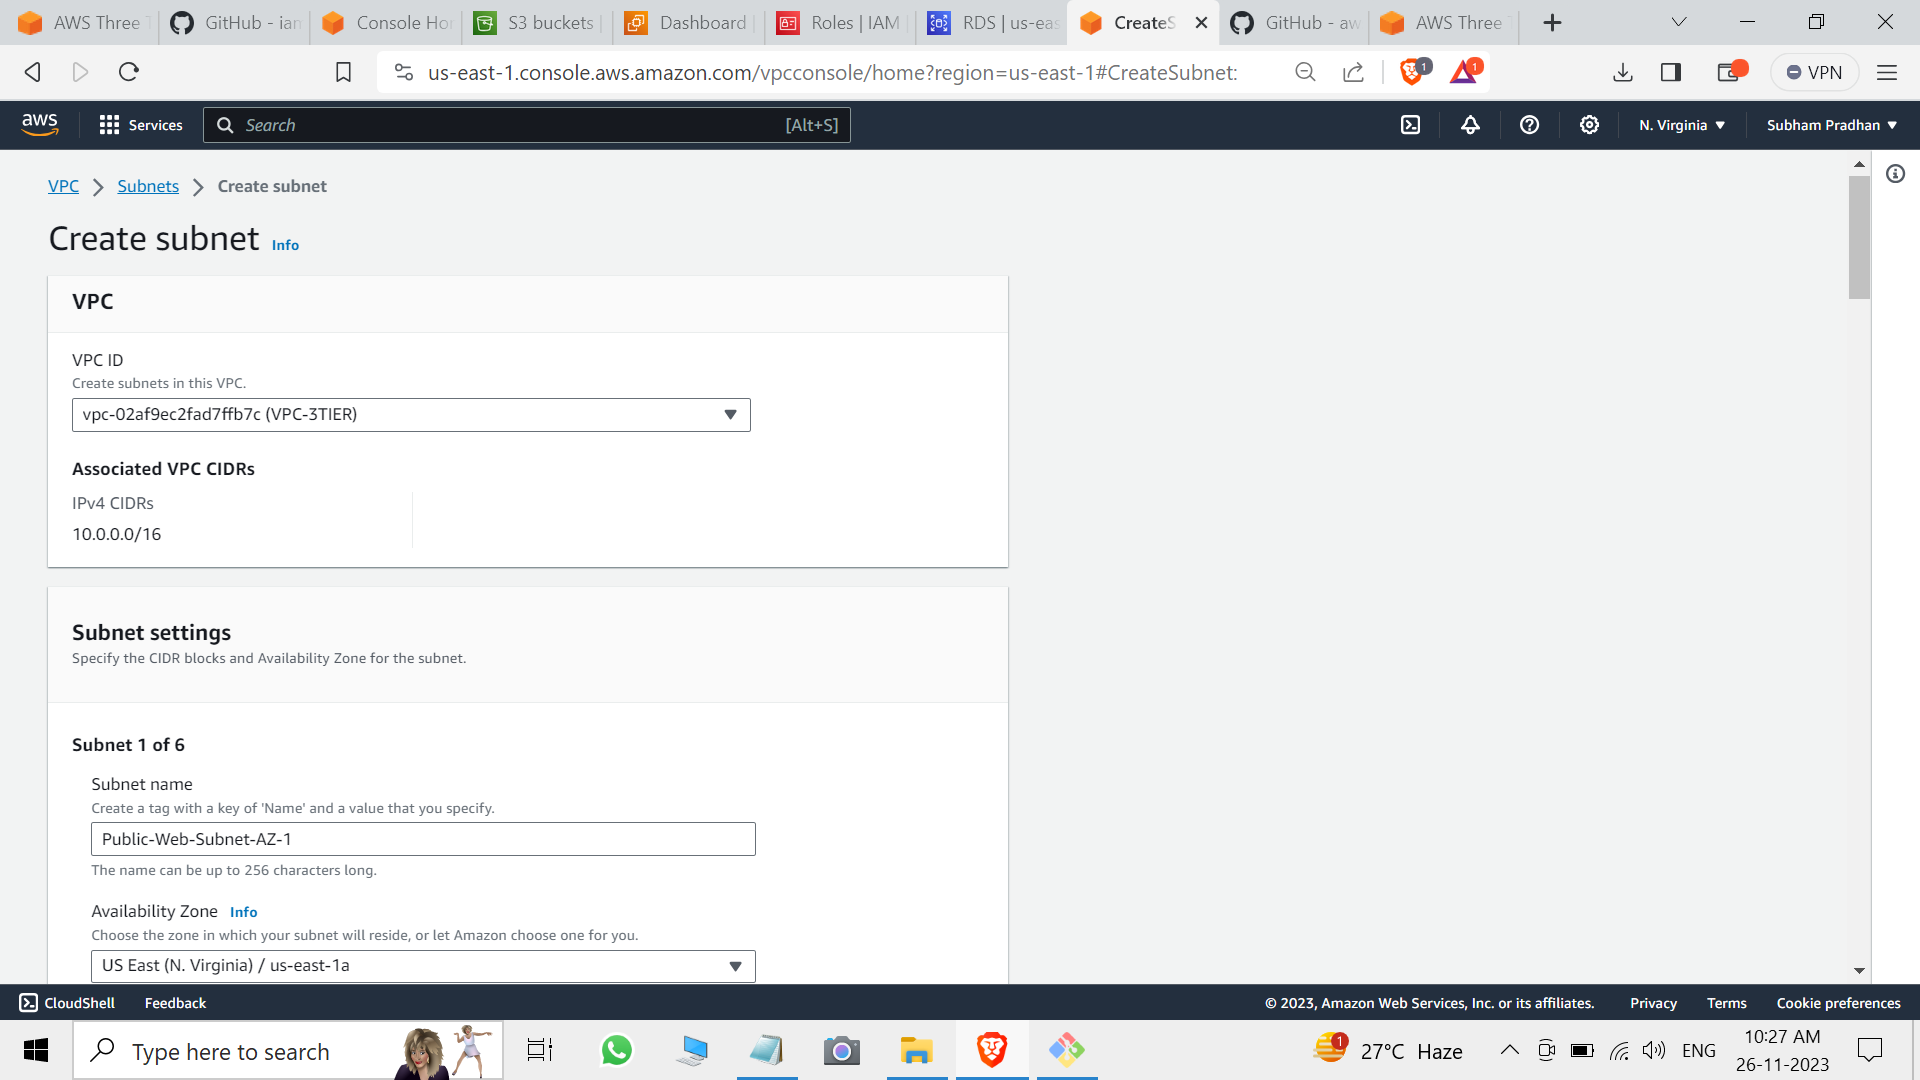 AWS Three T
GitHub - iam
Console Hom
S3 buckets
Dashboard
Roles | IAM
RDS | us-eas
CreateS
GitHub - aw
AWS Three T
us-east-1.console.aws.amazon.com/vpcconsole/home?region=us-east-1#CreateSubnet:
1
1
VPN
aws
Services
Search
[Alt+S]
N. Virginia
Subham Pradhan
VPC
Subnets
Create subnet
Create subnet Info
VPC
VPC ID
Create subnets in this VPC.
vpc-02af9ec2fad7ffb7c (VPC-3TIER)
Associated VPC CIDRs
IPv4 CIDRs
10.0.0.0/16
Subnet settings
Specify the CIDR blocks and Availability Zone for the subnet.
Subnet 1 of 6
Subnet name
Create a tag with a key of 'Name' and a value that you specify.
Public-Web-Subnet-AZ-1
The name can be up to 256 characters long.
Availability Zone Info
Choose the zone in which your subnet will reside, or let Amazon choose one for you.
US East (N. Virginia) / us-east-1a
CloudShell
Feedback
© 2023, Amazon Web Services, Inc. or its affiliates.
Privacy
Terms
Cookie preferences
Type here to search
1
27°C Haze
ENG
10:27 AM
26-11-2023